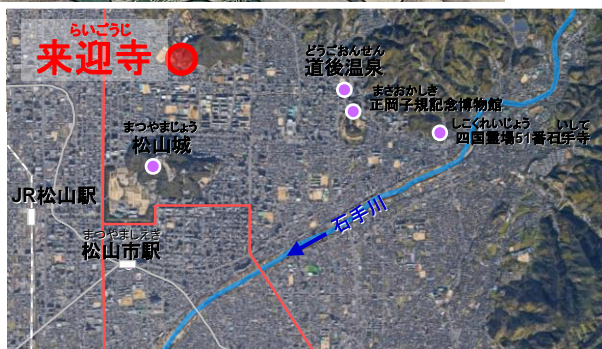 らいごうじ
来迎寺
どうごおんせん
道後温泉
まさおかしき
正岡子規記念博物館
しこくれいじょう いして
四国霊場51番石手寺
まつやまじょう
松山城
JR松山駅
まつやましえき
松山市駅
石手川